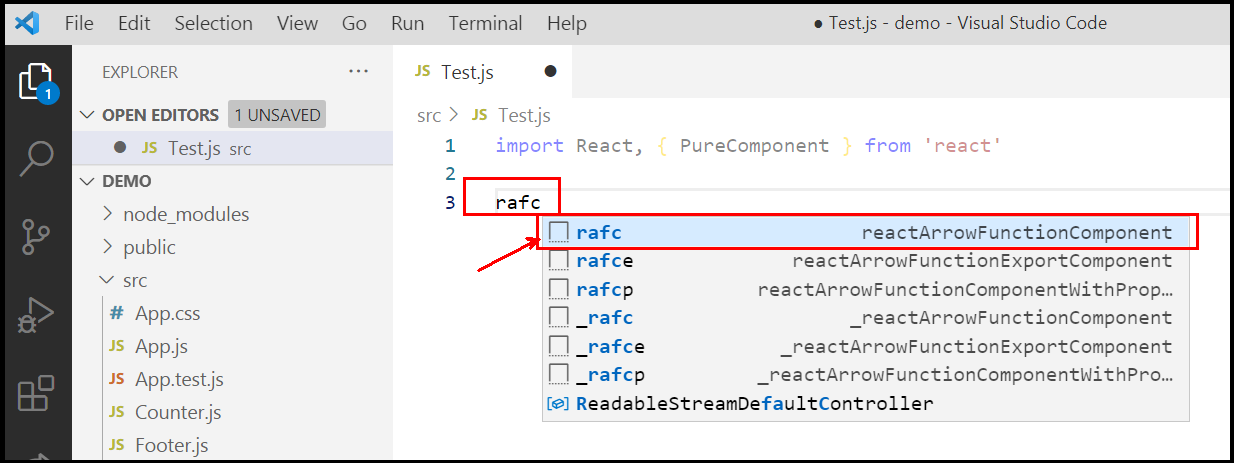 File Edit Selection View Go Run Terminal Help ● Test.js - demo - Visual Studio Code
EXPLORER ···
1
JS Test.js ●
OPEN EDITORS 1 UNSAVED
● JS Test.js src
DEMO
node_modules
public
src
# App.css
JS App.js
JS App.test.js
JS Counter.js
JS Footer.js
src > JS Test.js
1 import React, { PureComponent } from 'react'
2
3 rafc
rafc reactArrowFunctionComponent
rafce reactArrowFunctionExportComponent
rafcp reactArrowFunctionComponentWithProp…
_rafc _reactArrowFunctionComponent
_rafce _reactArrowFunctionExportComponent
_rafcp _reactArrowFunctionComponentWithPro…
ReadableStreamDefaultController